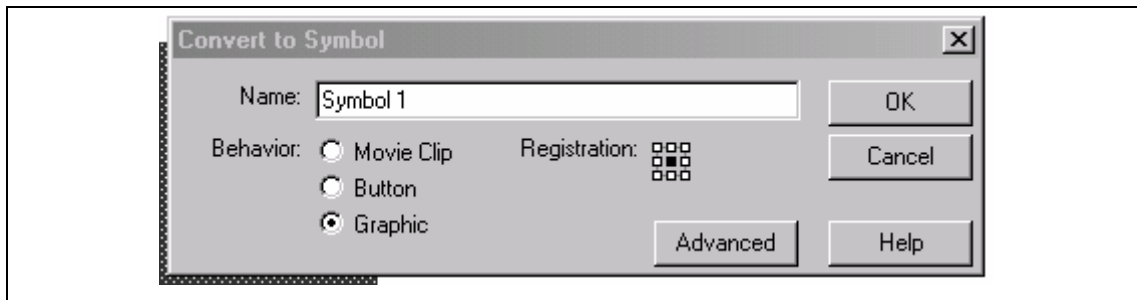 Convert to Symbol
Name: Symbol 1 OK
Behavior: Movie Clip Registration: Cancel
Button
Graphic
Advanced Help